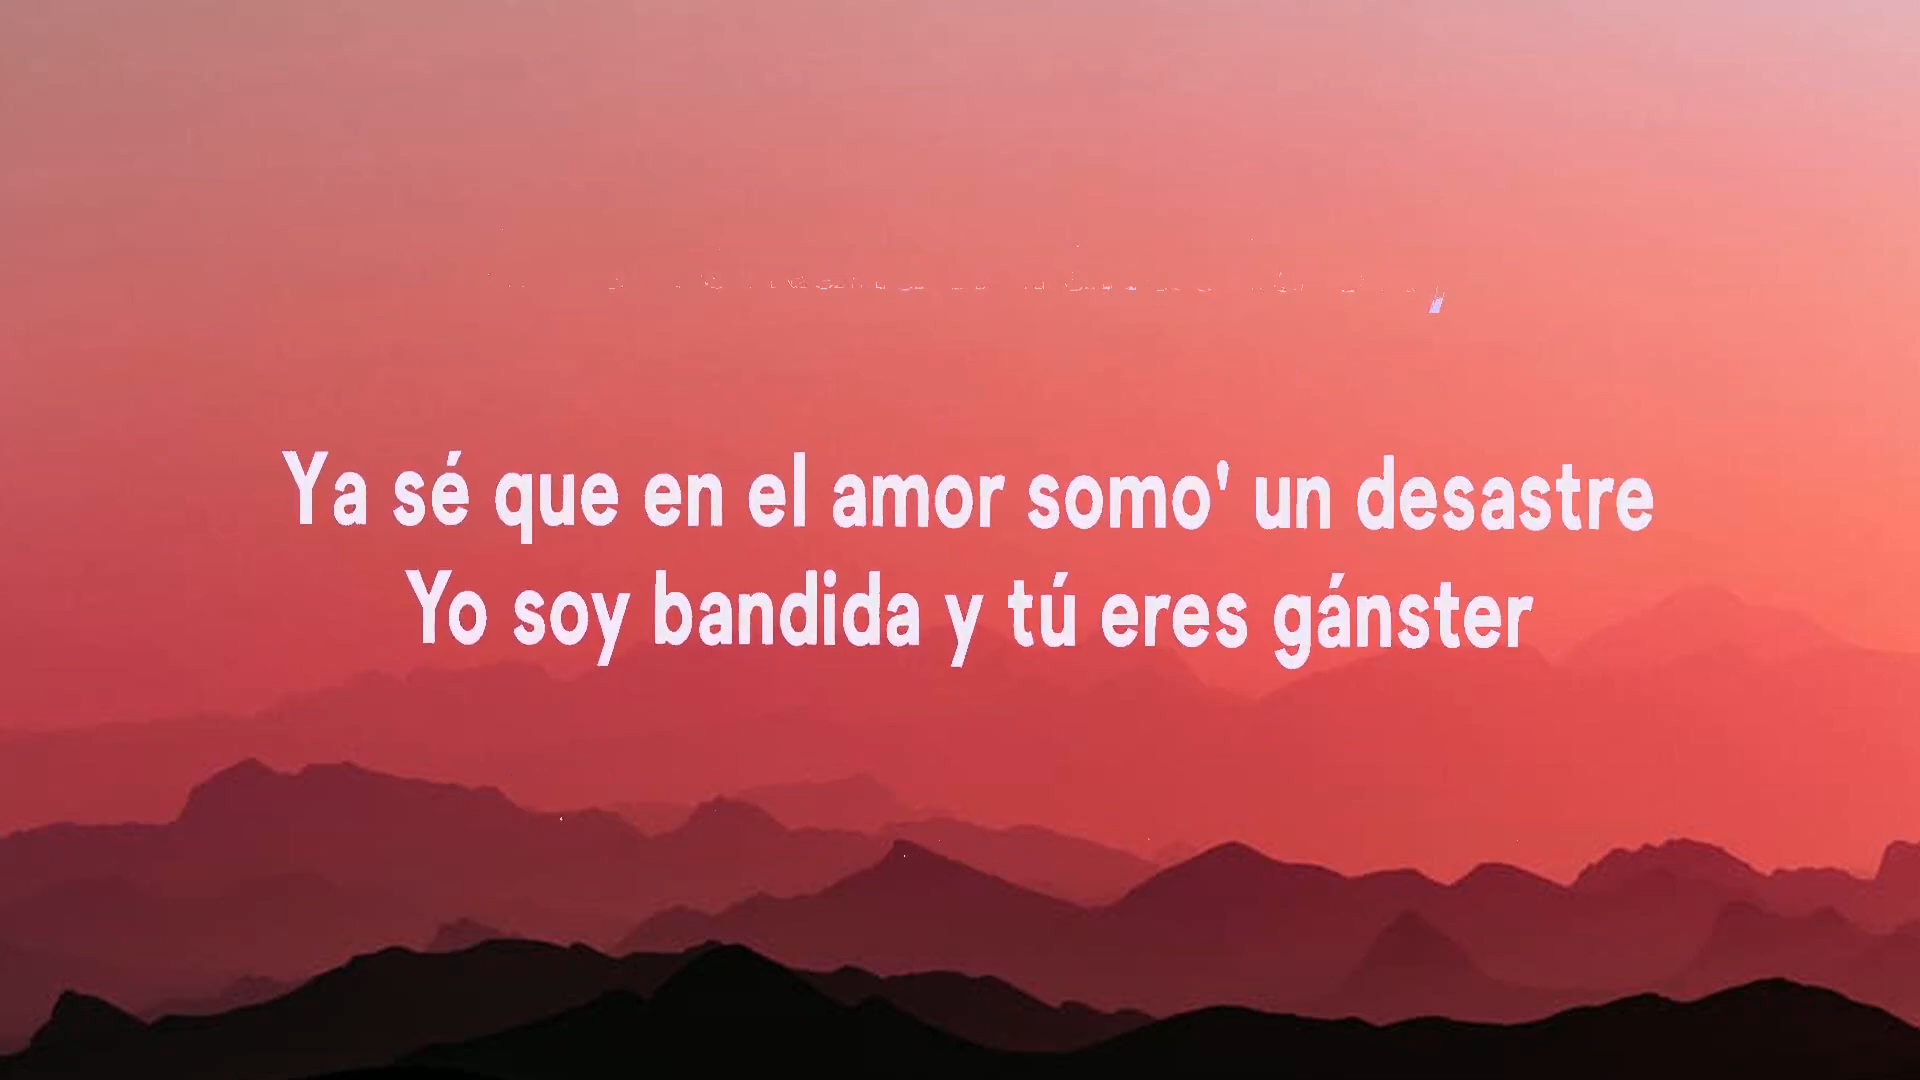 Ya sé que en el amor somo' un desastre
Yo soy bandida y tú eres gánster